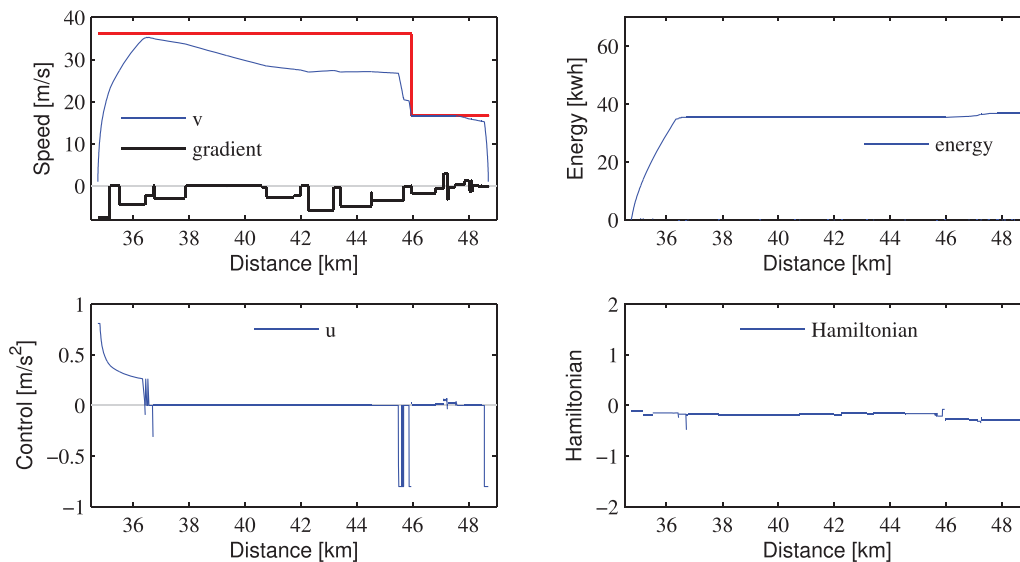 40
30
20
10
0
Speed [m/s]
v
gradient
36 38 40 42 44 46 48
Distance [km]
60
40
20
0
Energy [kwh]
energy
36 38 40 42 44 46 48
Distance [km]
1
0.5
0
−0.5
−1
Control [m/s²]
u
36 38 40 42 44 46 48
Distance [km]
2
1
0
−1
−2
Hamiltonian
Hamiltonian
36 38 40 42 44 46 48
Distance [km]